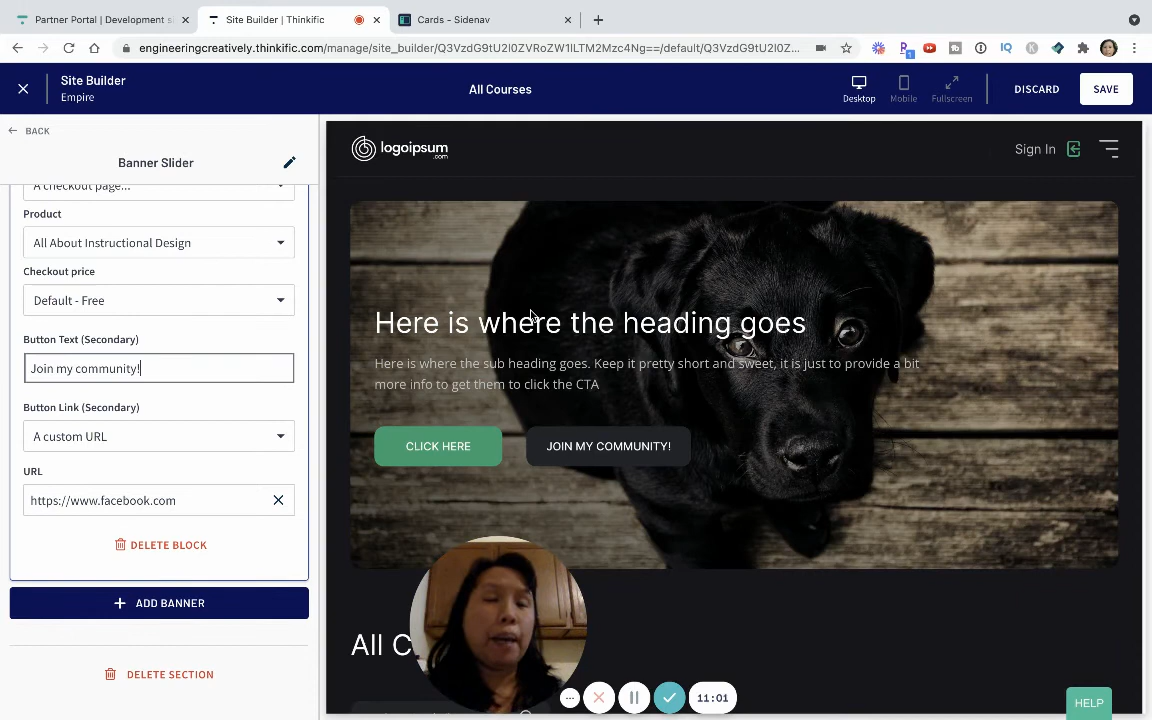 Partner Portal | Development s
Site Builder | Thinkific
Cards - Sidenav
engineeringcreatively.thinkific.com/manage/site_builder/Q3VzdG9tU2l0ZVRoZW1lLTM2Mzc4Ng==/default/Q3VzdG9tU2l0Z...
Site Builder
Empire
All Courses
Desktop
Mobile
Fullscreen
DISCARD
SAVE
BACK
Banner Slider
A checkout page...
Product
All About Instructional Design
Checkout price
Default - Free
Button Text (Secondary)
Join my community!
Button Link (Secondary)
A custom URL
URL
https://www.facebook.com
DELETE BLOCK
ADD BANNER
DELETE SECTION
logoipsum
.com
Sign In
Here is where the heading goes
Here is where the sub heading goes. Keep it pretty short and sweet, it is just to provide a bit
more info to get them to click the CTA
CLICK HERE
JOIN MY COMMUNITY!
All C
11:01
HELP